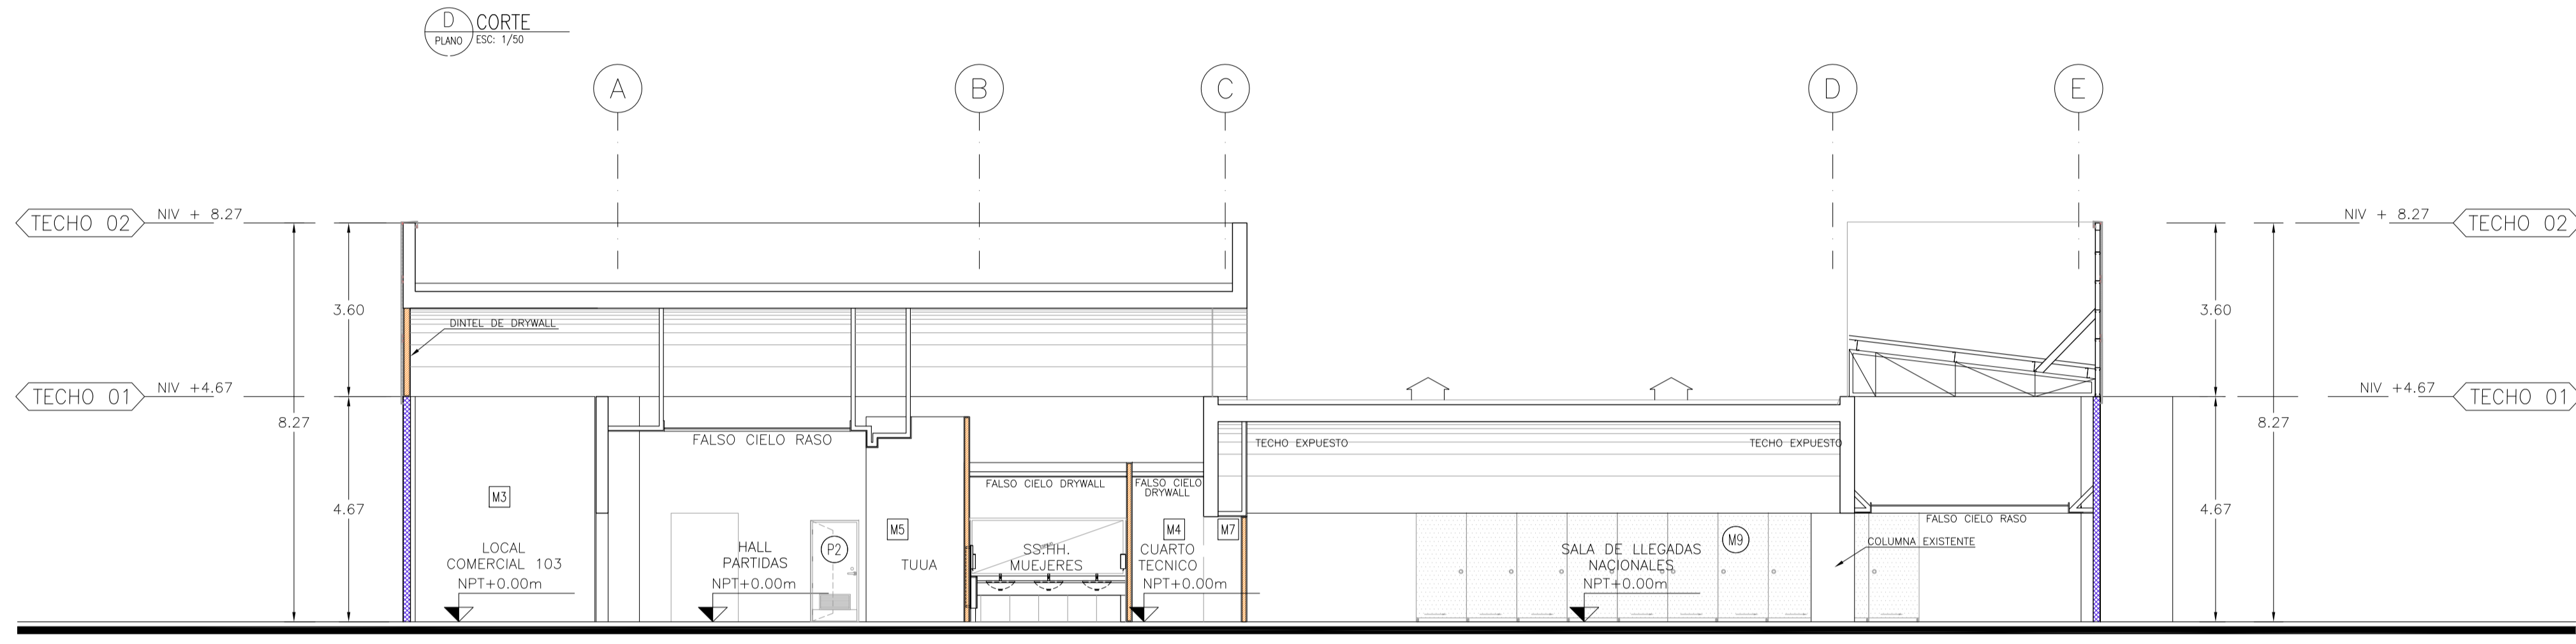 D
CORTE
PLANO
ESC: 1/50
A
B
C
D
E
TECHO 02
NIV + 8.27
NIV + 8.27
TECHO 02
3.60
3.60
DINTEL DE DRYWALL
TECHO 01
NIV +4.67
NIV +4.67
TECHO 01
8.27
8.27
FALSO CIELO RASO
TECHO EXPUESTO
TECHO EXPUESTO
FALSO CIELO DRYWALL
FALSO CIELO
DRYWALL
M3
4.67
4.67
FALSO CIELO RASO
M5
M4
M7
M9
COLUMNA EXISTENTE
LOCAL
COMERCIAL 103
NPT+0.00m
HALL
PARTIDAS
NPT+0.00m
P2
TUUA
SS.HH.
MUEJERES
CUARTO
TECNICO
NPT+0.00m
SALA DE LLEGADAS
NACIONALES
NPT+0.00m